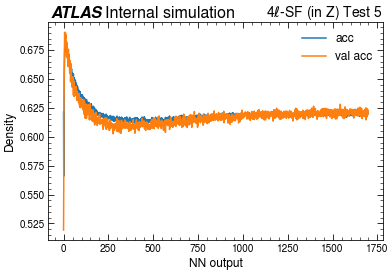 ATLAS Internal simulation
4ℓ-SF (in Z) Test 5
acc
val acc
Density
0.675
0.650
0.625
0.600
0.575
0.550
0.525
0
250
500
750
1000
1250
1500
1750
NN output